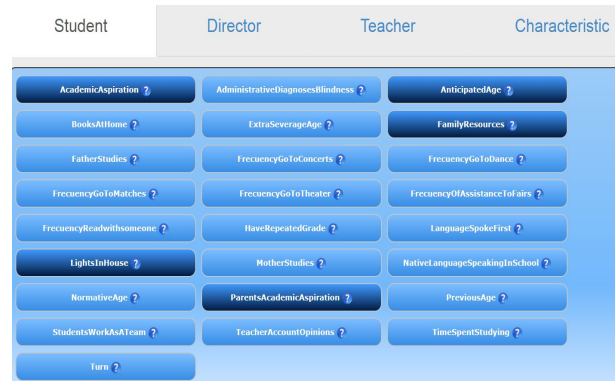 Student Director Teacher Characteristic
AcademicAspiration ? AdministrativeDiagnosesBlindness ? AnticipatedAge ?
BooksAtHome ? ExtraSeverageAge ? FamilyResources ?
FatherStudies ? FrecuencyGoToConcerts ? FrecuencyGoToDance ?
FrecuencyGoToMatches ? FrecuencyGoToTheater ? FrecuencyOfAssistanceToFairs ?
FrecuencyReadwithsomeone ? HaveRepeatedGrade ? LanguageSpokeFirst ?
LightsInHouse ? MotherStudies ? NativeLanguageSpeakingInSchool ?
NormativeAge ? ParentsAcademicAspiration ? PreviousAge ?
StudentsWorkAsATeam ? TeacherAccountOpinions ? TimeSpentStudying ?
Turn ?